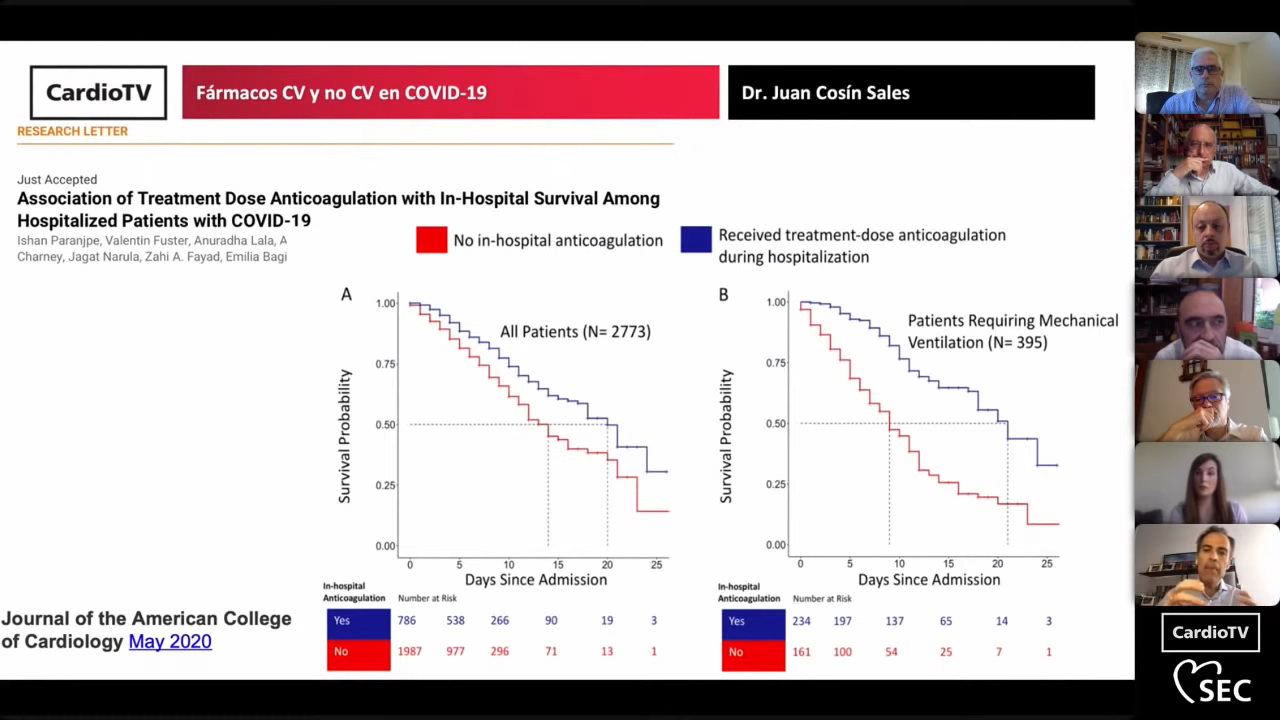 CardioTV
Fármacos CV y no CV en COVID-19
Dr. Juan Cosín Sales
RESEARCH LETTER
Just Accepted
Association of Treatment Dose Anticoagulation with In-Hospital Survival Among
Hospitalized Patients with COVID-19
Ishan Paranjpe, Valentin Fuster, Anuradha Lala, A
Charney, Jagat Narula, Zahi A. Fayad, Emilia Bagi
No in-hospital anticoagulation
Received treatment-dose anticoagulation
during hospitalization
A
All Patients (N= 2773)
Survival Probability
1.00
0.75
0.50
0.25
0.00
0 5 10 15 20 25
Days Since Admission
In-hospital
Anticoagulation
Number at Risk
Yes 786 538 266 90 19 3
No 1987 977 296 71 13 1
B
Patients Requiring Mechanical
Ventilation (N= 395)
Survival Probability
1.00
0.75
0.50
0.25
0.00
0 5 10 15 20 25
Days Since Admission
In-hospital
Anticoagulation
Number at Risk
Yes 234 197 137 65 14 3
No 161 100 54 25 7 1
Journal of the American College
of Cardiology May 2020
CardioTV
SEC